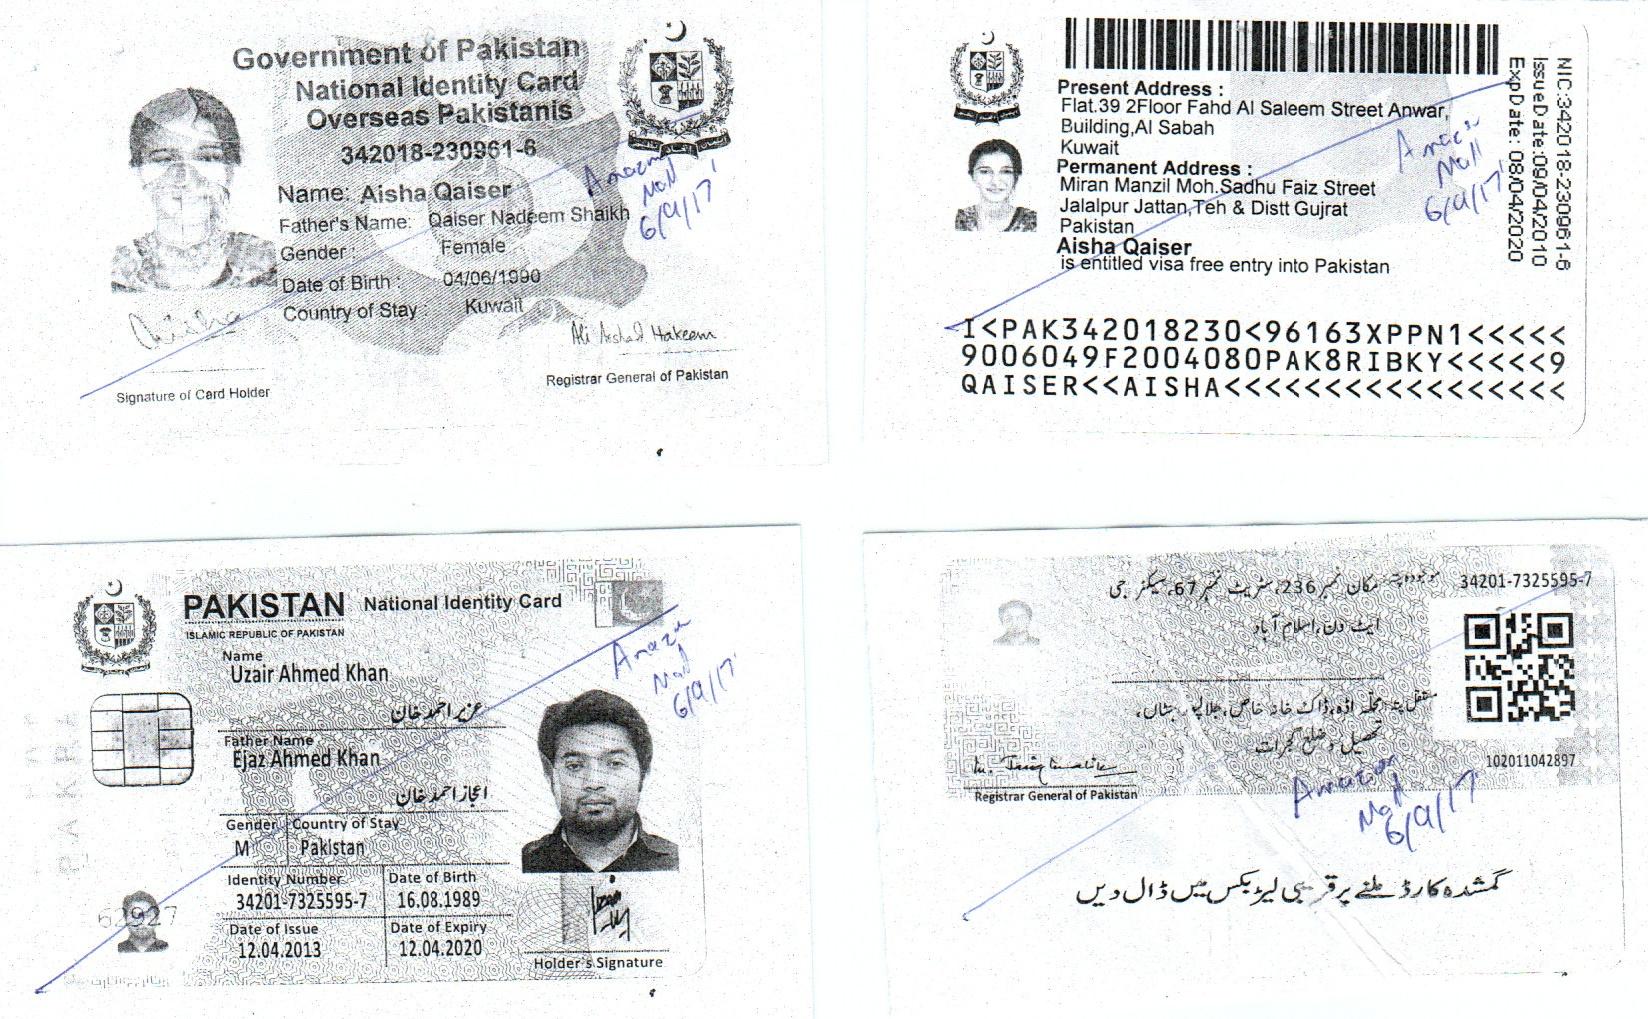 Government of Pakistan
National Identity Card
Overseas Pakistanis
342018-230961-6
Name: Aisha Qaiser
Father's Name: Qaiser Nadeem Shaikh
Gender: Female
Date of Birth: 04/06/1990
Country of Stay: Kuwait
Aisha
Ali Arshad Hakeem
Signature of Card Holder
Registrar General of Pakistan
6/9/17
Present Address :
Flat.39 2Floor Fahd Al Saleem Street Anwar,
Building,Al Sabah
Kuwait
Permanent Address :
Miran Manzil Moh.Sadhu Faiz Street
Jalalpur Jattan,Teh & Distt Gujrat
Pakistan
Aisha Qaiser
is entitled visa free entry into Pakistan
NIC:342018-230961-6
IssueDate:09/04/2010
ExpDate: 08/04/2020
6/9/17
I<PAK342018230<96163XPPN1<<<<<
9006049F2004080PAK8RIBKY<<<<<9
QAISER<<AISHA<<<<<<<<<<<<<<<<<
PAKISTAN National Identity Card
ISLAMIC REPUBLIC OF PAKISTAN
Name
Uzair Ahmed Khan
عزیر احمد خان
Father Name
Ejaz Ahmed Khan
اعجاز احمد خان
Gender Country of Stay
M Pakistan
Identity Number Date of Birth
34201-7325595-7 16.08.1989
Date of Issue Date of Expiry
12.04.2013 12.04.2020
Holder's Signature
62927
6/9/17
34201-7325595-7
موجودہ پتہ مکان نمبر 236، سٹریٹ نمبر 67، سیکٹر جی
ایٹ ون، اسلام آباد
مستقل پتہ محلہ اڈہ، ڈاک خانہ خاص، جلالپور جٹاں،
تحصیل و ضلع گجرات
102011042897
Registrar General of Pakistan
6/9/17
گمشدہ کارڈ ملنے پر قریبی لیٹر بکس میں ڈال دیں